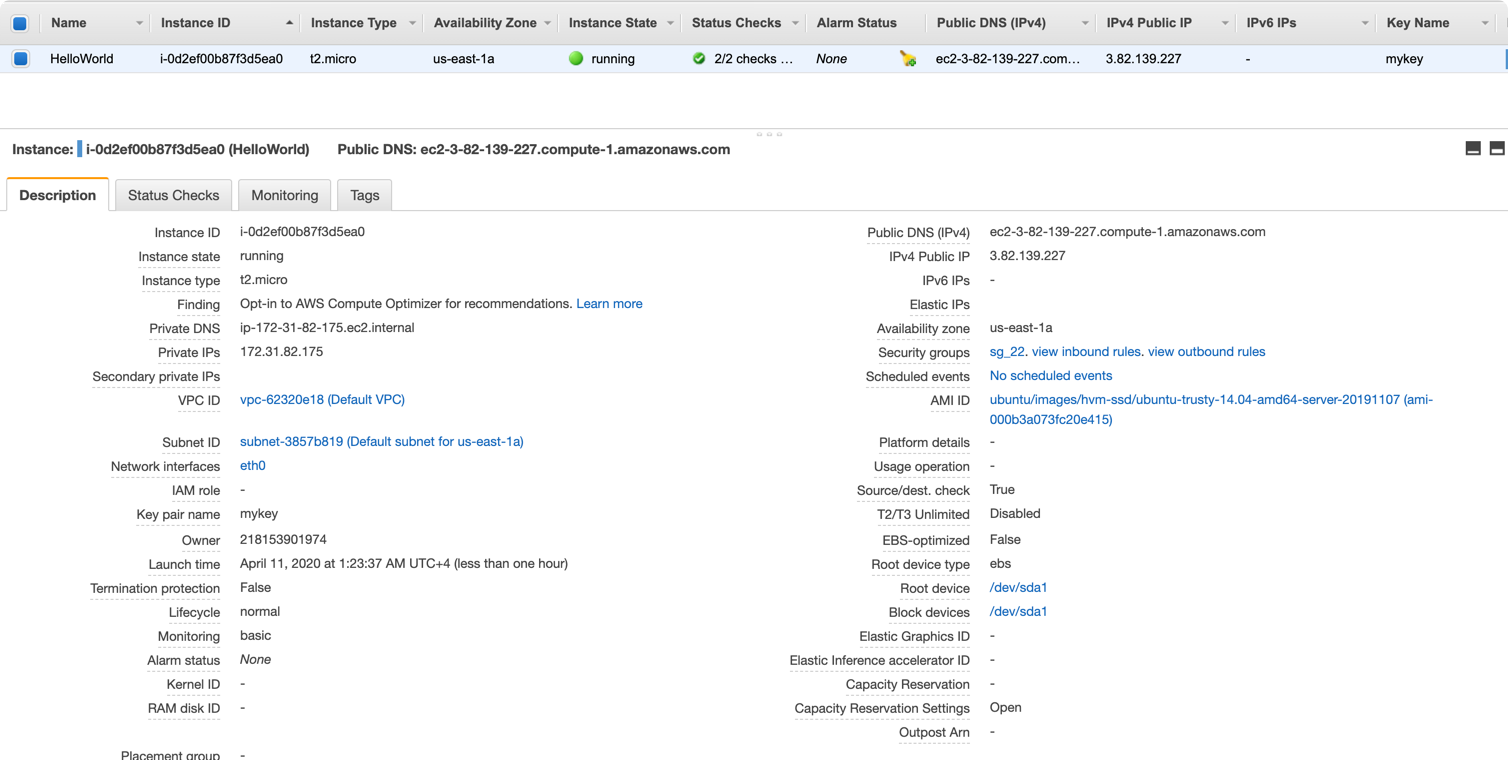 Name Instance ID Instance Type Availability Zone Instance State Status Checks Alarm Status Public DNS (IPv4) IPv4 Public IP IPv6 IPs Key Name
HelloWorld i-0d2ef00b87f3d5ea0 t2.micro us-east-1a running 2/2 checks … None ec2-3-82-139-227.com… 3.82.139.227 - mykey
Instance: i-0d2ef00b87f3d5ea0 (HelloWorld) Public DNS: ec2-3-82-139-227.compute-1.amazonaws.com
Description Status Checks Monitoring Tags
Instance ID i-0d2ef00b87f3d5ea0
Instance state running
Instance type t2.micro
Finding Opt-in to AWS Compute Optimizer for recommendations. Learn more
Private DNS ip-172-31-82-175.ec2.internal
Private IPs 172.31.82.175
Secondary private IPs
VPC ID vpc-62320e18 (Default VPC)
Subnet ID subnet-3857b819 (Default subnet for us-east-1a)
Network interfaces eth0
IAM role -
Key pair name mykey
Owner 218153901974
Launch time April 11, 2020 at 1:23:37 AM UTC+4 (less than one hour)
Termination protection False
Lifecycle normal
Monitoring basic
Alarm status None
Kernel ID -
RAM disk ID -
Placement group -
Public DNS (IPv4) ec2-3-82-139-227.compute-1.amazonaws.com
IPv4 Public IP 3.82.139.227
IPv6 IPs -
Elastic IPs
Availability zone us-east-1a
Security groups sg_22. view inbound rules. view outbound rules
Scheduled events No scheduled events
AMI ID ubuntu/images/hvm-ssd/ubuntu-trusty-14.04-amd64-server-20191107 (ami-
000b3a073fc20e415)
Platform details -
Usage operation -
Source/dest. check True
T2/T3 Unlimited Disabled
EBS-optimized False
Root device type ebs
Root device /dev/sda1
Block devices /dev/sda1
Elastic Graphics ID -
Elastic Inference accelerator ID -
Capacity Reservation -
Capacity Reservation Settings Open
Outpost Arn -